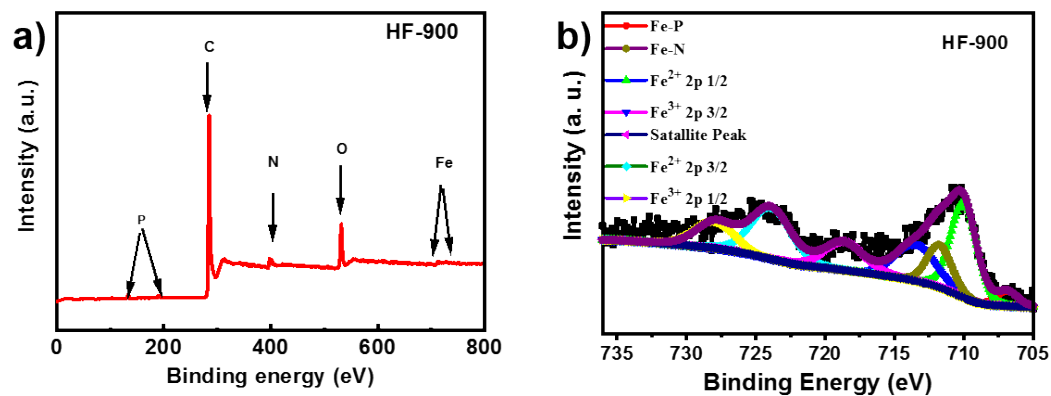 a)
HF-900
C
N
O
Fe
P
Intensity (a. u.)
0
200
400
600
800
Binding energy (eV)
b)
HF-900
Fe-P
Fe-N
Fe2+ 2p 1/2
Fe3+ 2p 3/2
Satallite Peak
Fe2+ 2p 3/2
Fe3+ 2p 1/2
Intensity (a. u.)
735
730
725
720
715
710
705
Binding Energy (eV)